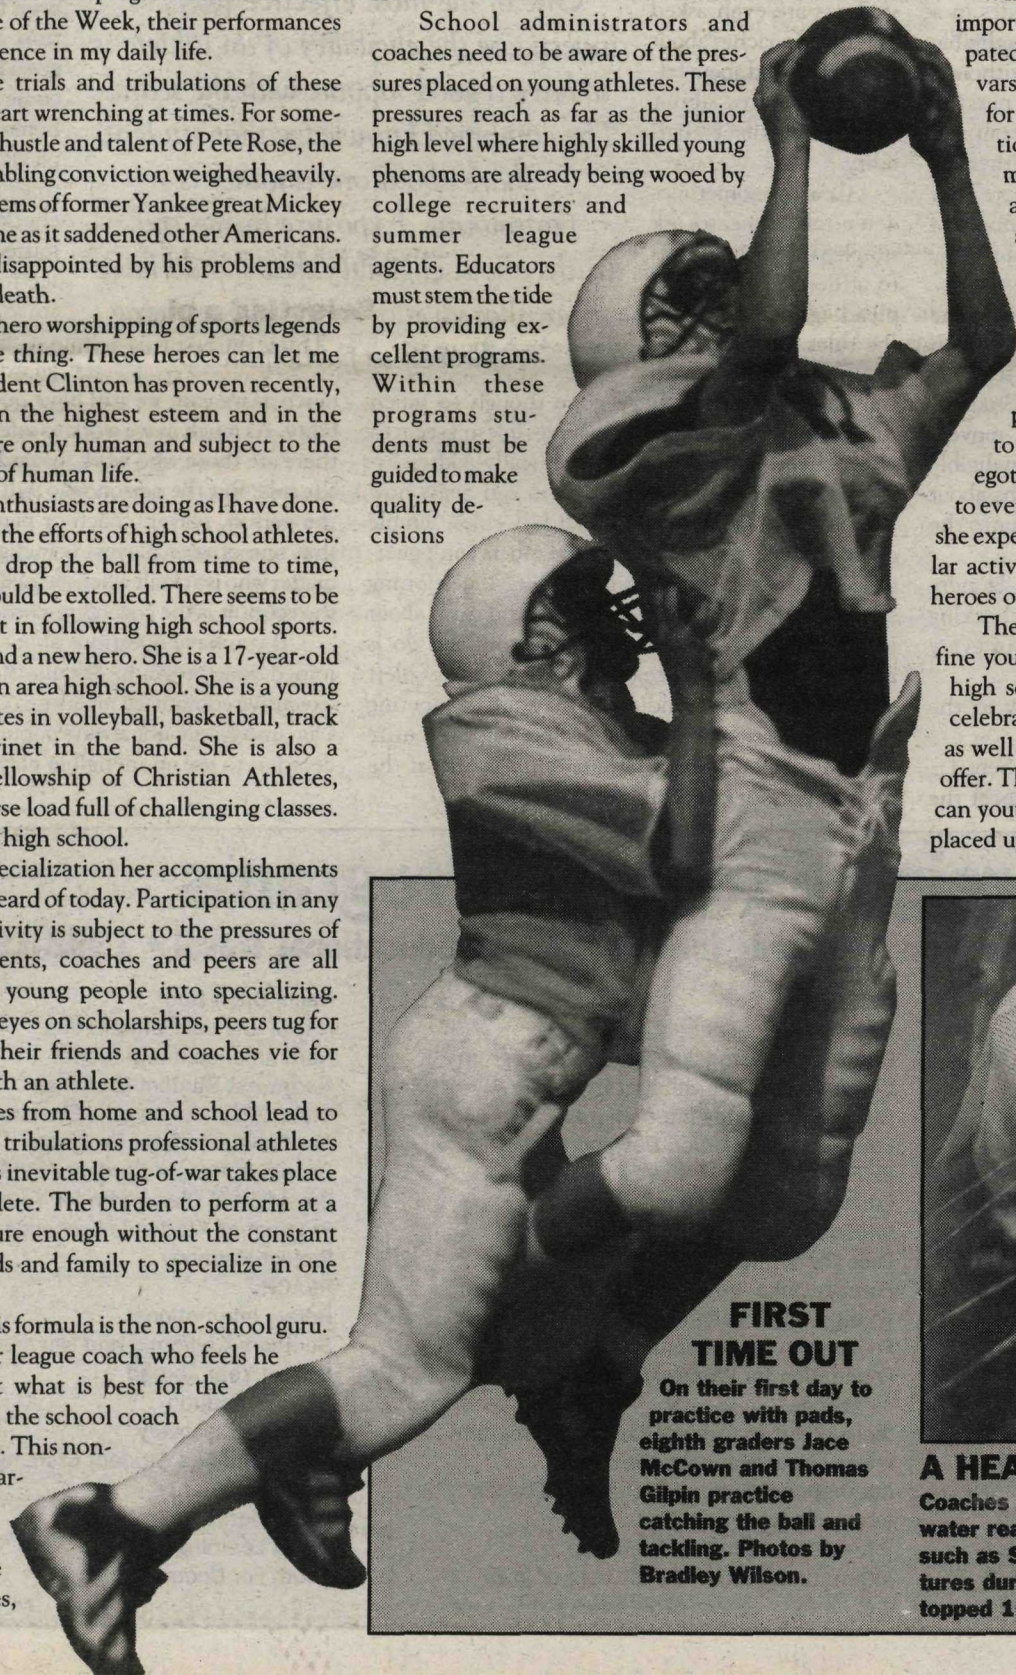 e of the Week, their performances
ence in my daily life.
e trials and tribulations of these
art wrenching at times. For some-
hustle and talent of Pete Rose, the
mbling conviction weighed heavily.
ems of former Yankee great Mickey
me as it saddened other Americans.
disappointed by his problems and
death.
hero worshipping of sports legends
e thing. These heroes can let me
dent Clinton has proven recently,
n the highest esteem and in the
re only human and subject to the
of human life.
nthusiasts are doing as I have done.
the efforts of high school athletes.
drop the ball from time to time,
ould be extolled. There seems to be
t in following high school sports.
nd a new hero. She is a 17-year-old
n area high school. She is a young
tes in volleyball, basketball, track
rinet in the band. She is also a
ellowship of Christian Athletes,
rse load full of challenging classes.
high school.
ecialization her accomplishments
eard of today. Participation in any
ivity is subject to the pressures of
ents, coaches and peers are all
young people into specializing.
eyes on scholarships, peers tug for
their friends and coaches vie for
th an athlete.
es from home and school lead to
tribulations professional athletes
s inevitable tug-of-war takes place
lete. The burden to perform at a
ure enough without the constant
ds and family to specialize in one
is formula is the non-school guru.
r league coach who feels he
t what is best for the
the school coach
. This non-
ar-
s,
School administrators and
coaches need to be aware of the pres-
sures placed on young athletes. These
pressures reach as far as the junior
high level where highly skilled young
phenoms are already being wooed by
college recruiters and
summer league
agents. Educators
must stem the tide
by providing ex-
cellent programs.
Within these
programs stu-
dents must be
guided to make
quality de-
cisions
impor
pated
vars
for
tic
m
a
p
to
egot
to eve
she expe
lar activ
heroes o
The
fine you
high s
celebra
as well
offer. Th
can you
placed u
FIRST
TIME OUT
On their first day to
practice with pads,
eighth graders Jace
McCown and Thomas
Gilpin practice
catching the ball and
tackling. Photos by
Bradley Wilson.
A HEA
Coaches
water rea
such as S
tures dur
topped 1